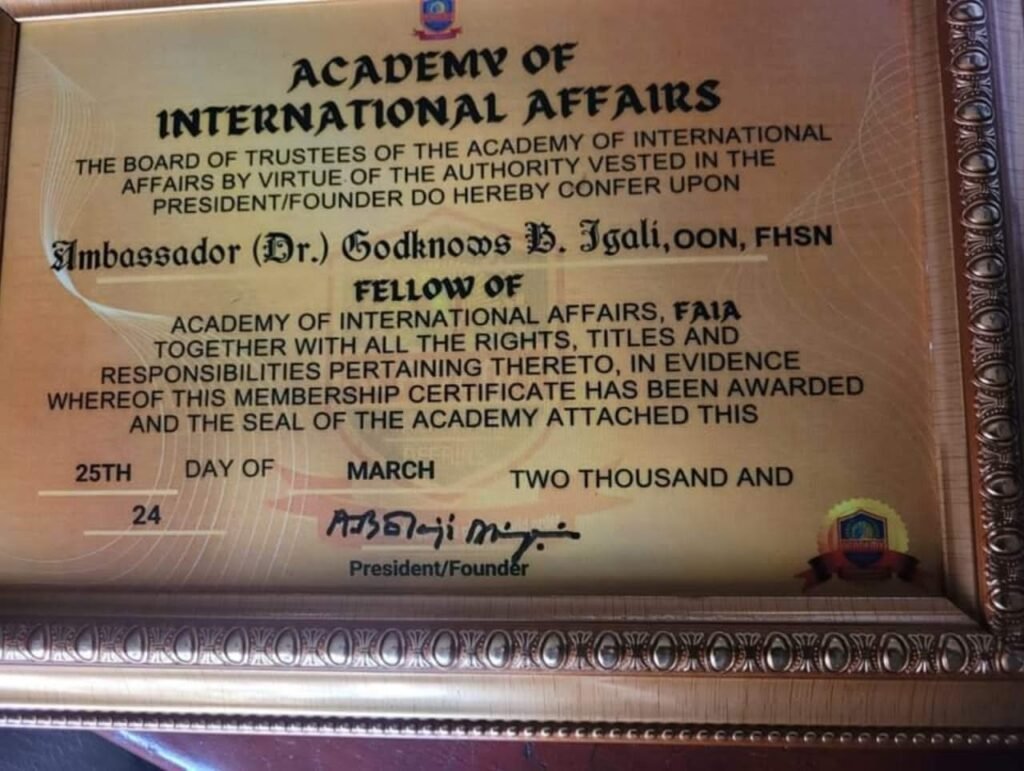 ACADEMY OF
INTERNATIONAL AFFAIRS
THE BOARD OF TRUSTEES OF THE ACADEMY OF INTERNATIONAL
AFFAIRS BY VIRTUE OF THE AUTHORITY VESTED IN THE
PRESIDENT/FOUNDER DO HEREBY CONFER UPON
Ambassador (Dr.) Godknows B. Igali, OON, FHSN
FELLOW OF
ACADEMY OF INTERNATIONAL AFFAIRS, FAIA
TOGETHER WITH ALL THE RIGHTS, TITLES AND
RESPONSIBILITIES PERTAINING THERETO, IN EVIDENCE
WHEREOF THIS MEMBERSHIP CERTIFICATE HAS BEEN AWARDED
AND THE SEAL OF THE ACADEMY ATTACHED THIS
25TH DAY OF MARCH TWO THOUSAND AND
24
President/Founder